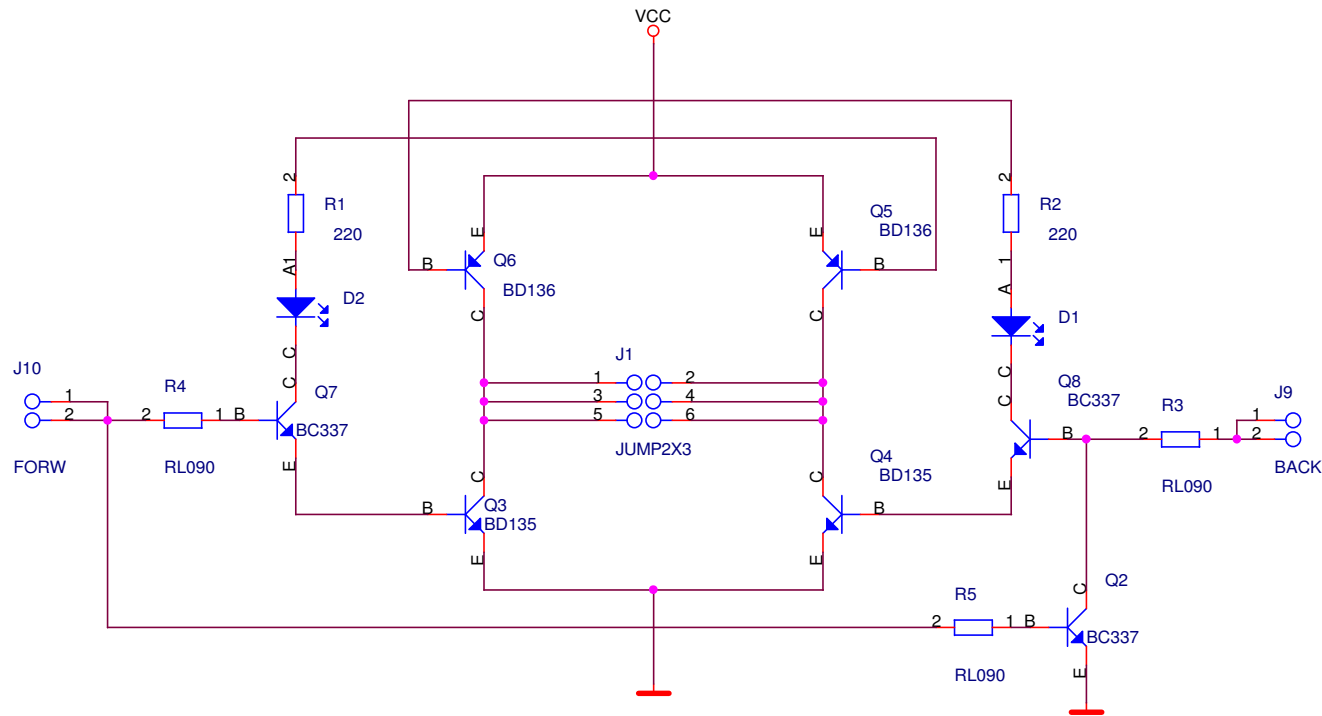 VCC
2
R1
220
A1
D2
C
C
Q7
BC337
E
J10
1
2
FORW
R4
2
1
B
RL090
E
B
Q6
BD136
C
E
Q5
BD136
B
C
2
R2
220
1
A
D1
C
C
Q8
BC337
B
E
J1
1
2
3
4
5
6
JUMP2X3
R3
2
1
RL090
J9
1
2
BACK
C
B
Q3
BD135
E
C
Q4
BD135
B
E
R5
2
1
B
RL090
C
Q2
BC337
E